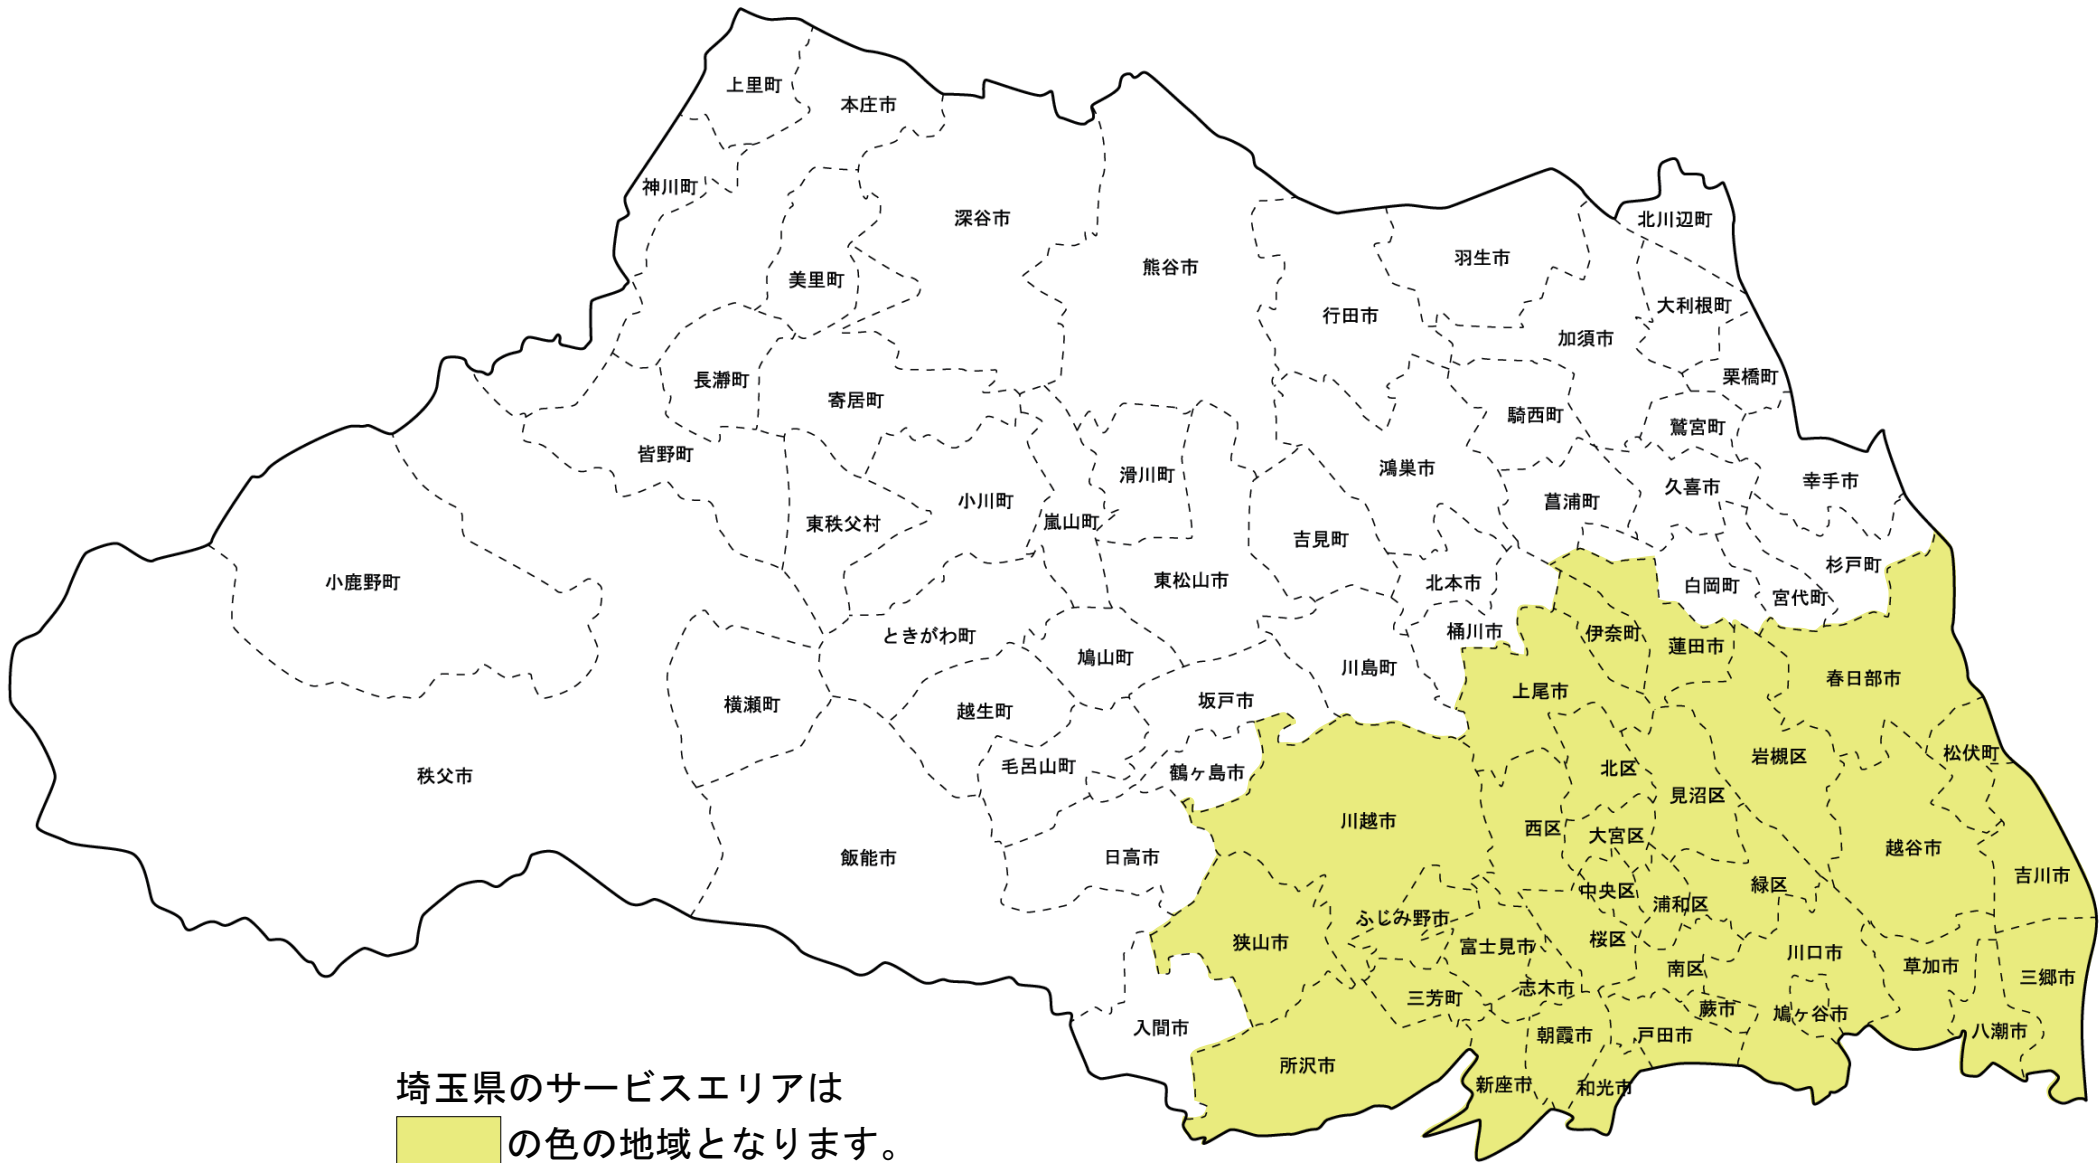 上里町
本庄市
神川町
深谷市
北川辺町
羽生市
熊谷市
美里町
大利根町
行田市
加須市
栗橋町
長瀞町
寄居町
騎西町
鷲宮町
皆野町
鴻巣市
滑川町
幸手市
久喜市
小川町
菖浦町
嵐山町
東秩父村
吉見町
杉戸町
小鹿野町
東松山市
北本市
白岡町
宮代町
桶川市
伊奈町
ときがわ町
蓮田市
鳩山町
川島町
春日部市
上尾市
坂戸市
横瀬町
越生町
松伏町
岩槻区
毛呂山町
北区
鶴ヶ島市
秩父市
見沼区
川越市
西区
大宮区
越谷市
飯能市
日高市
吉川市
緑区
中央区
浦和区
ふじみ野市
狭山市
桜区
富士見市
川口市
草加市
南区
三郷市
志木市
三芳町
蕨市
鳩ヶ谷市
入間市
八潮市
朝霞市
戸田市
所沢市
新座市
和光市
埼玉県のサービスエリアは
の色の地域となります。